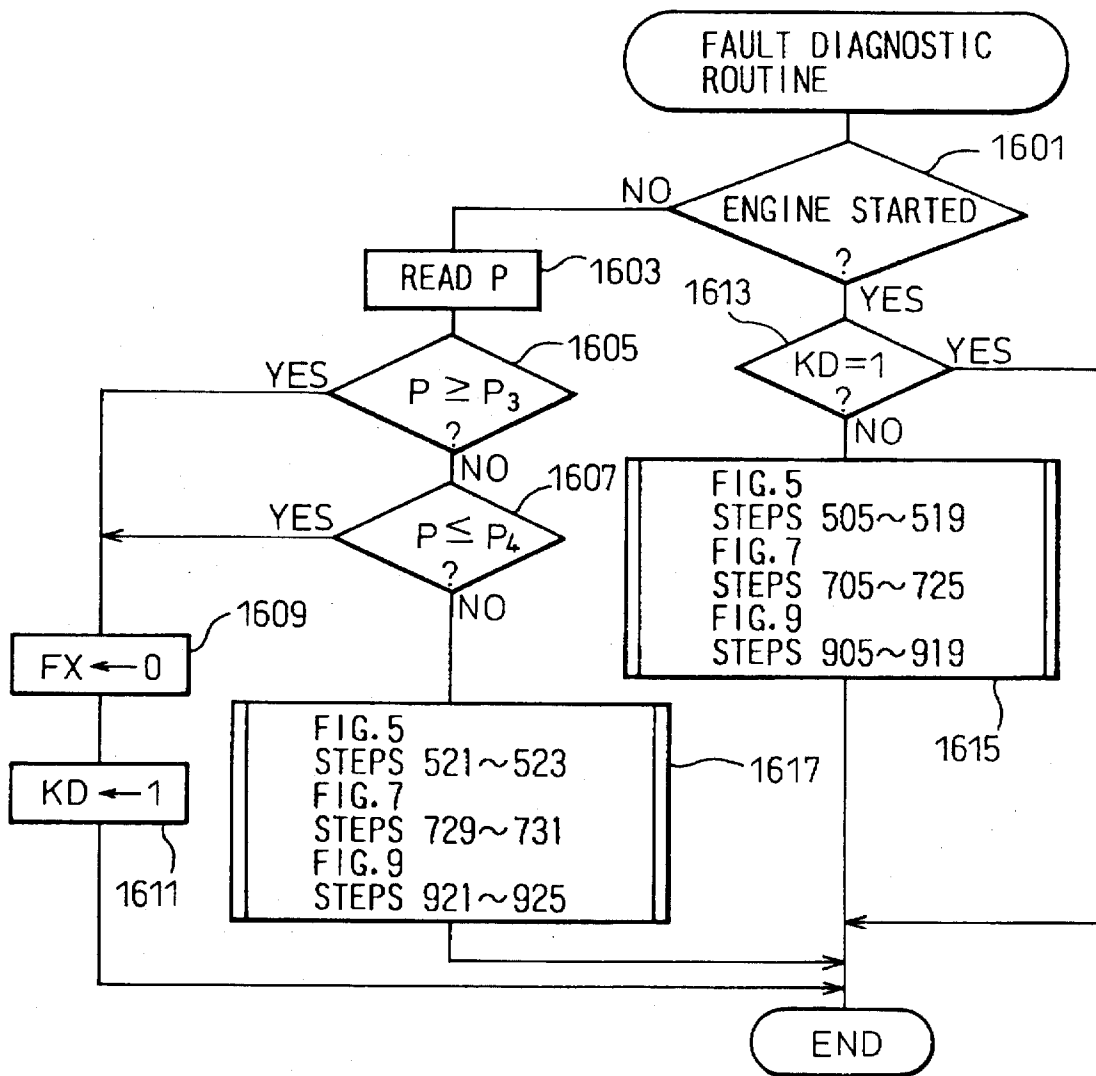 FAULT DIAGNOSTIC
ROUTINE
1601
NO
ENGINE STARTED
?
YES
READ P
1603
1613
KD=1
?
YES
NO
1605
YES
P ≥ P₃
?
NO
1607
YES
P ≤ P₄
?
NO
FIG.5
STEPS 505~519
FIG.7
STEPS 705~725
FIG.9
STEPS 905~919
1615
1609
FX←0
KD←1
1611
FIG.5
STEPS 521~523
FIG.7
STEPS 729~731
FIG.9
STEPS 921~925
1617
END